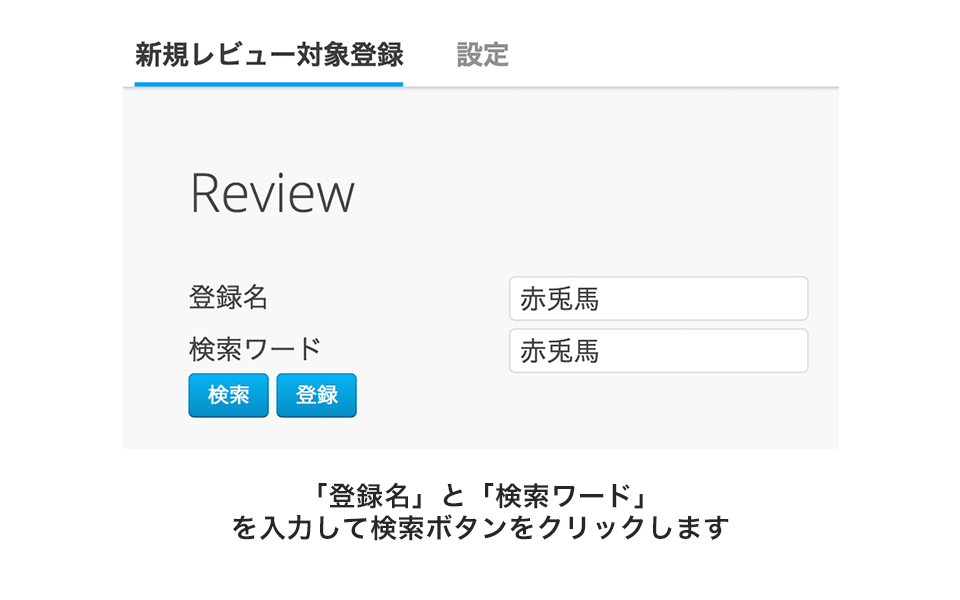 新規レビュー対象登録　設定
Review
登録名　赤兎馬
検索ワード　赤兎馬
検索　登録
「登録名」と「検索ワード」
を入力して検索ボタンをクリックします